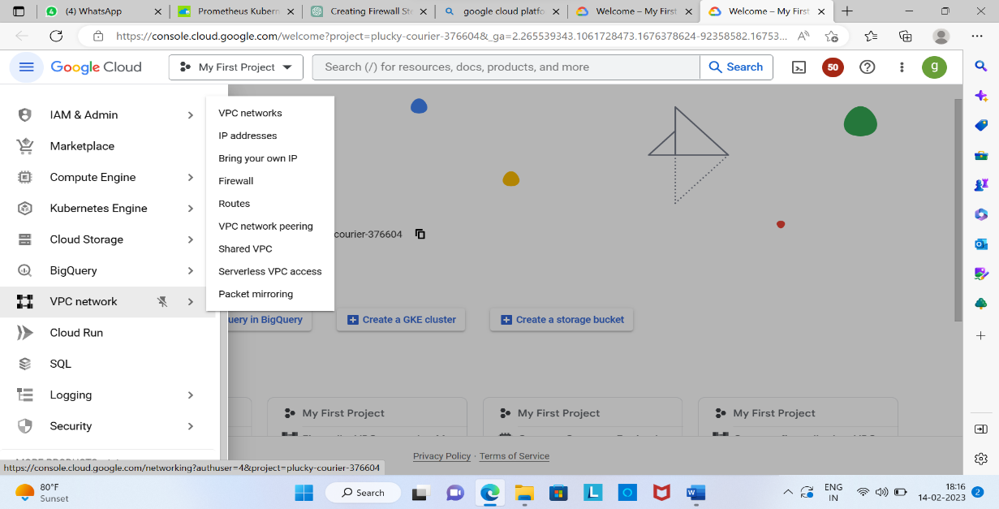 (4) WhatsApp
Prometheus Kubern
Creating Firewall St
google cloud platfo
Welcome – My First
Welcome – My First
https://console.cloud.google.com/welcome?project=plucky-courier-376604&_ga=2.265539343.1061728473.1676378624-92358582.16753...
Google Cloud
My First Project
Search (/) for resources, docs, products, and more
Search
50
g
IAM & Admin
Marketplace
Compute Engine
Kubernetes Engine
Cloud Storage
BigQuery
VPC network
Cloud Run
SQL
Logging
Security
VPC networks
IP addresses
Bring your own IP
Firewall
Routes
VPC network peering
Shared VPC
Serverless VPC access
Packet mirroring
courier-376604
uery in BigQuery
Create a GKE cluster
Create a storage bucket
My First Project
My First Project
My First Project
Privacy Policy · Terms of Service
https://console.cloud.google.com/networking?authuser=4&project=plucky-courier-376604
80°F
Sunset
Search
ENG
IN
18:16
14-02-2023
2